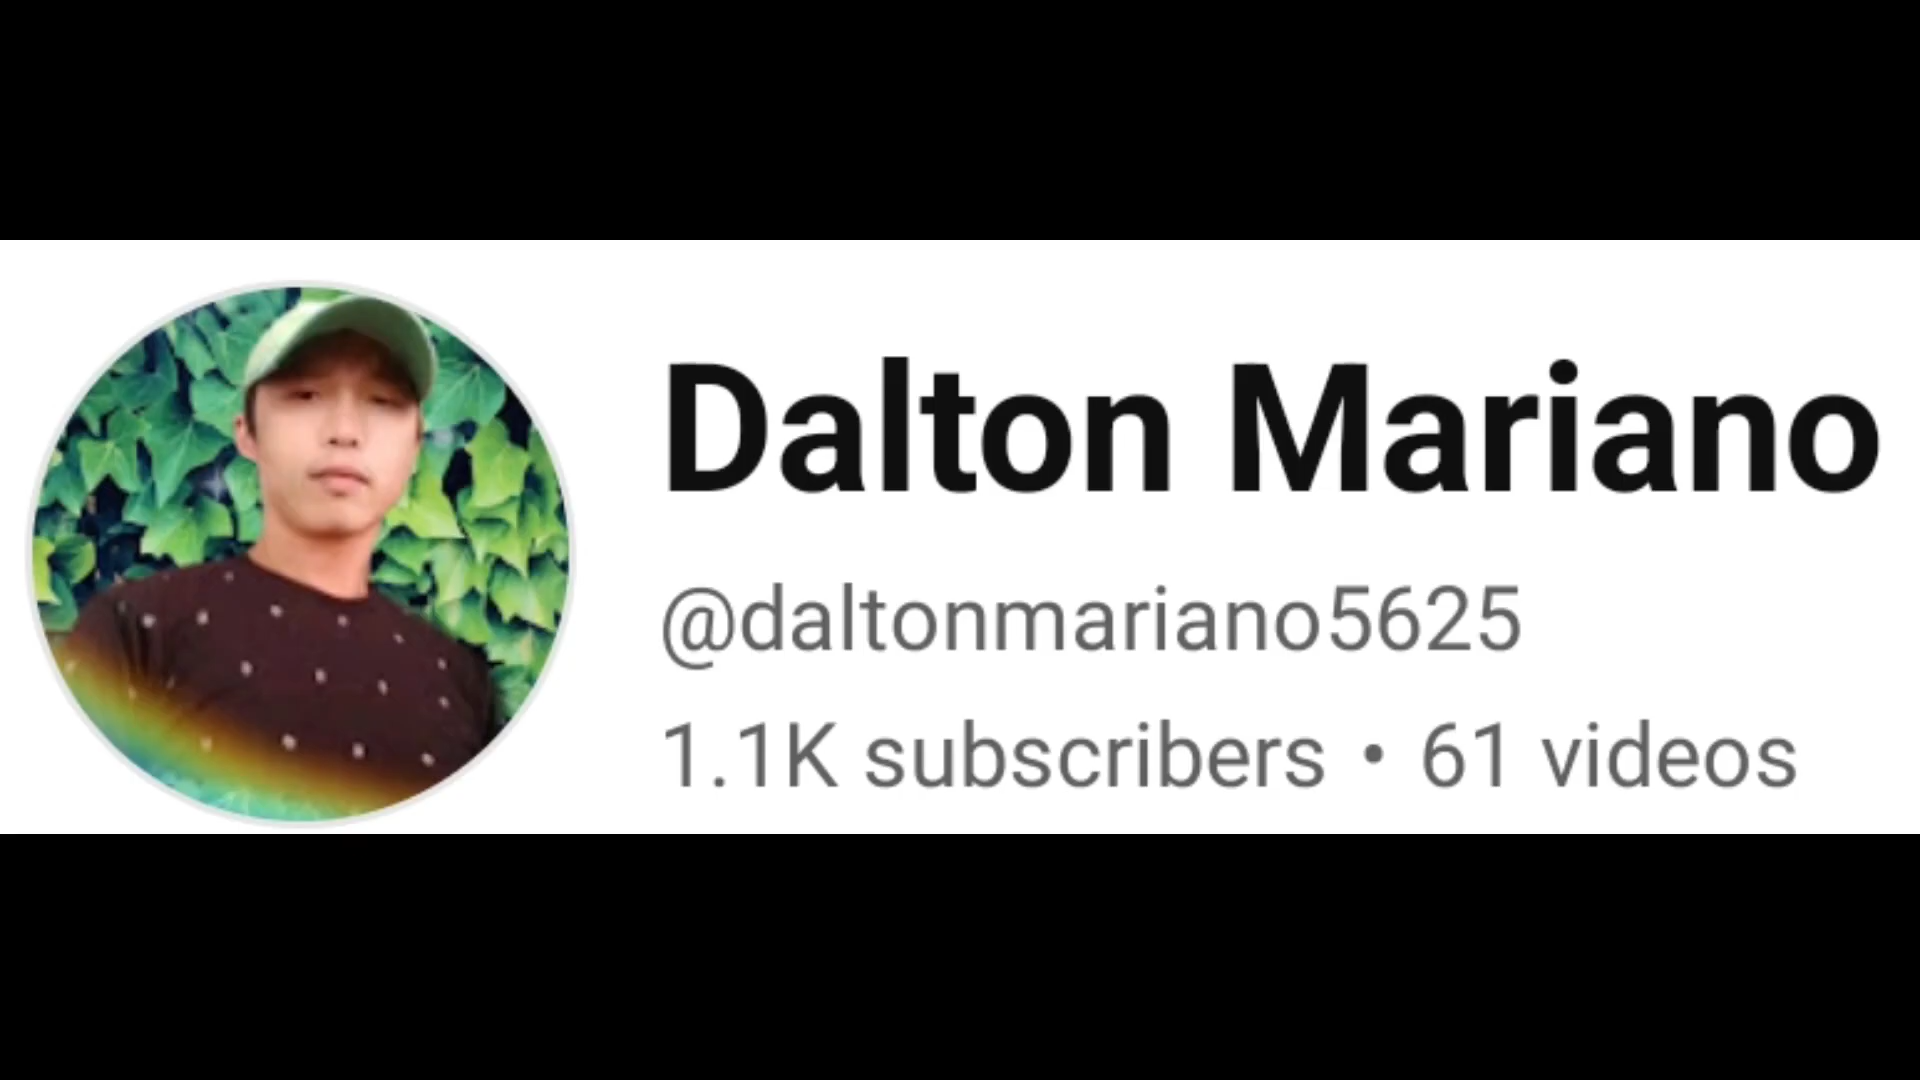 Dalton Mariano
@daltonmariano5625
1.1K subscribers • 61 videos